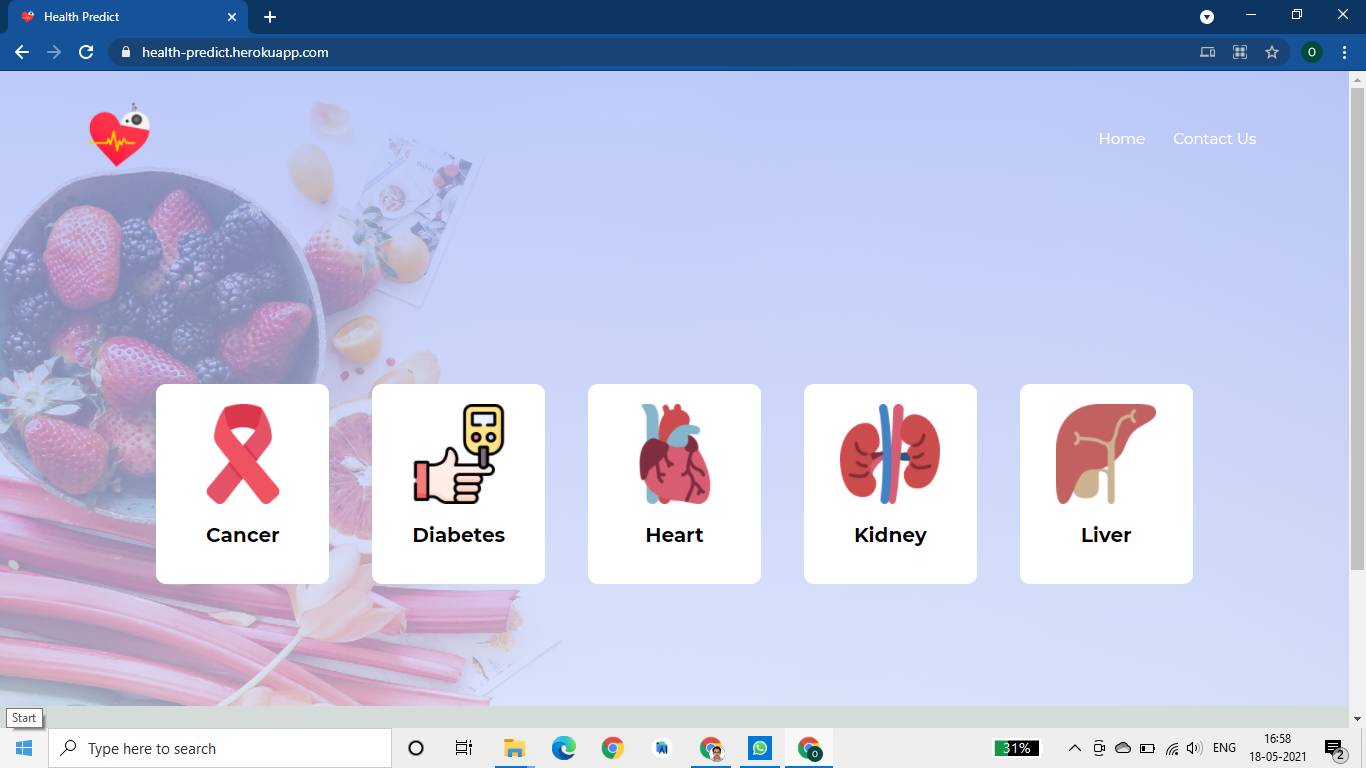 Health Predict
health-predict.herokuapp.com
O
Home Contact Us
Cancer Diabetes Heart Kidney Liver
Start
Type here to search
31%
ENG
16:58
18-05-2021
2